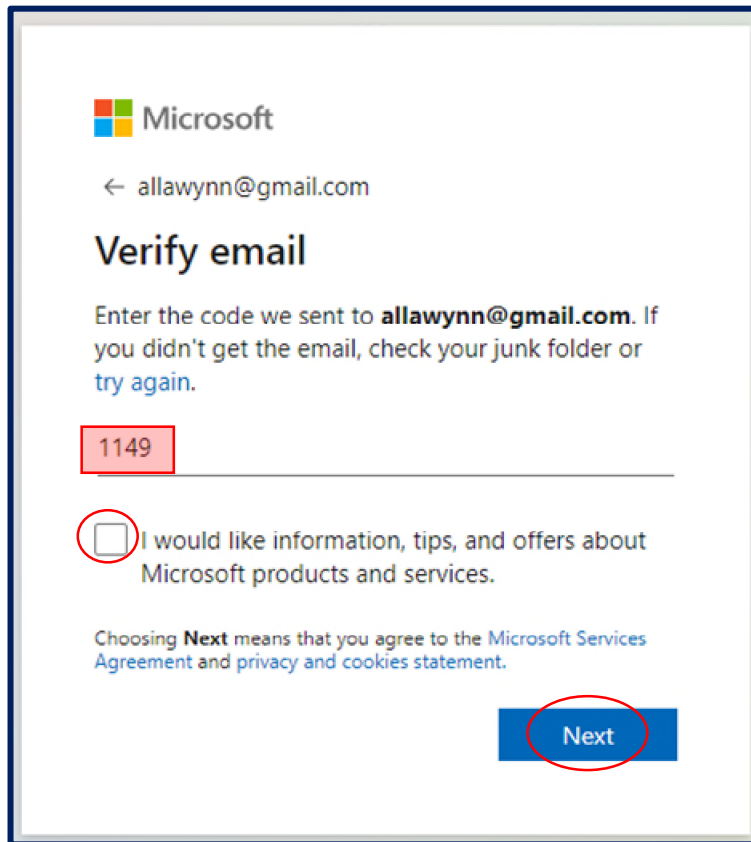 Microsoft
← allawynn@gmail.com
Verify email
Enter the code we sent to allawynn@gmail.com. If
you didn't get the email, check your junk folder or
try again.
1149
I would like information, tips, and offers about
Microsoft products and services.
Choosing Next means that you agree to the Microsoft Services
Agreement and privacy and cookies statement.
Next